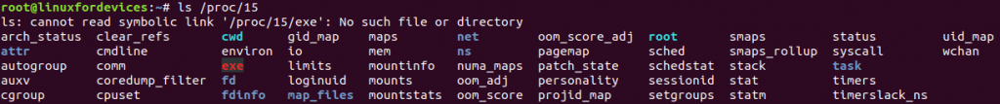 root@linuxfordevices:~# ls /proc/15
ls: cannot read symbolic link '/proc/15/exe': No such file or directory
arch_status clear_refs cwd gid_map maps net oom_score_adj root smaps status uid_map
attr cmdline environ io mem ns pagemap sched smaps_rollup syscall wchan
autogroup comm exe limits mountinfo numa_maps patch_state schedstat stack task
auxv coredump_filter fd loginuid mounts oom_adj personality sessionid stat timers
cgroup cpuset fdinfo map_files mountstats oom_score projid_map setgroups statm timerslack_ns